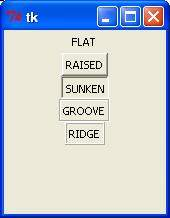 tk
FLAT
RAISED
SUNKEN
GROOVE
RIDGE